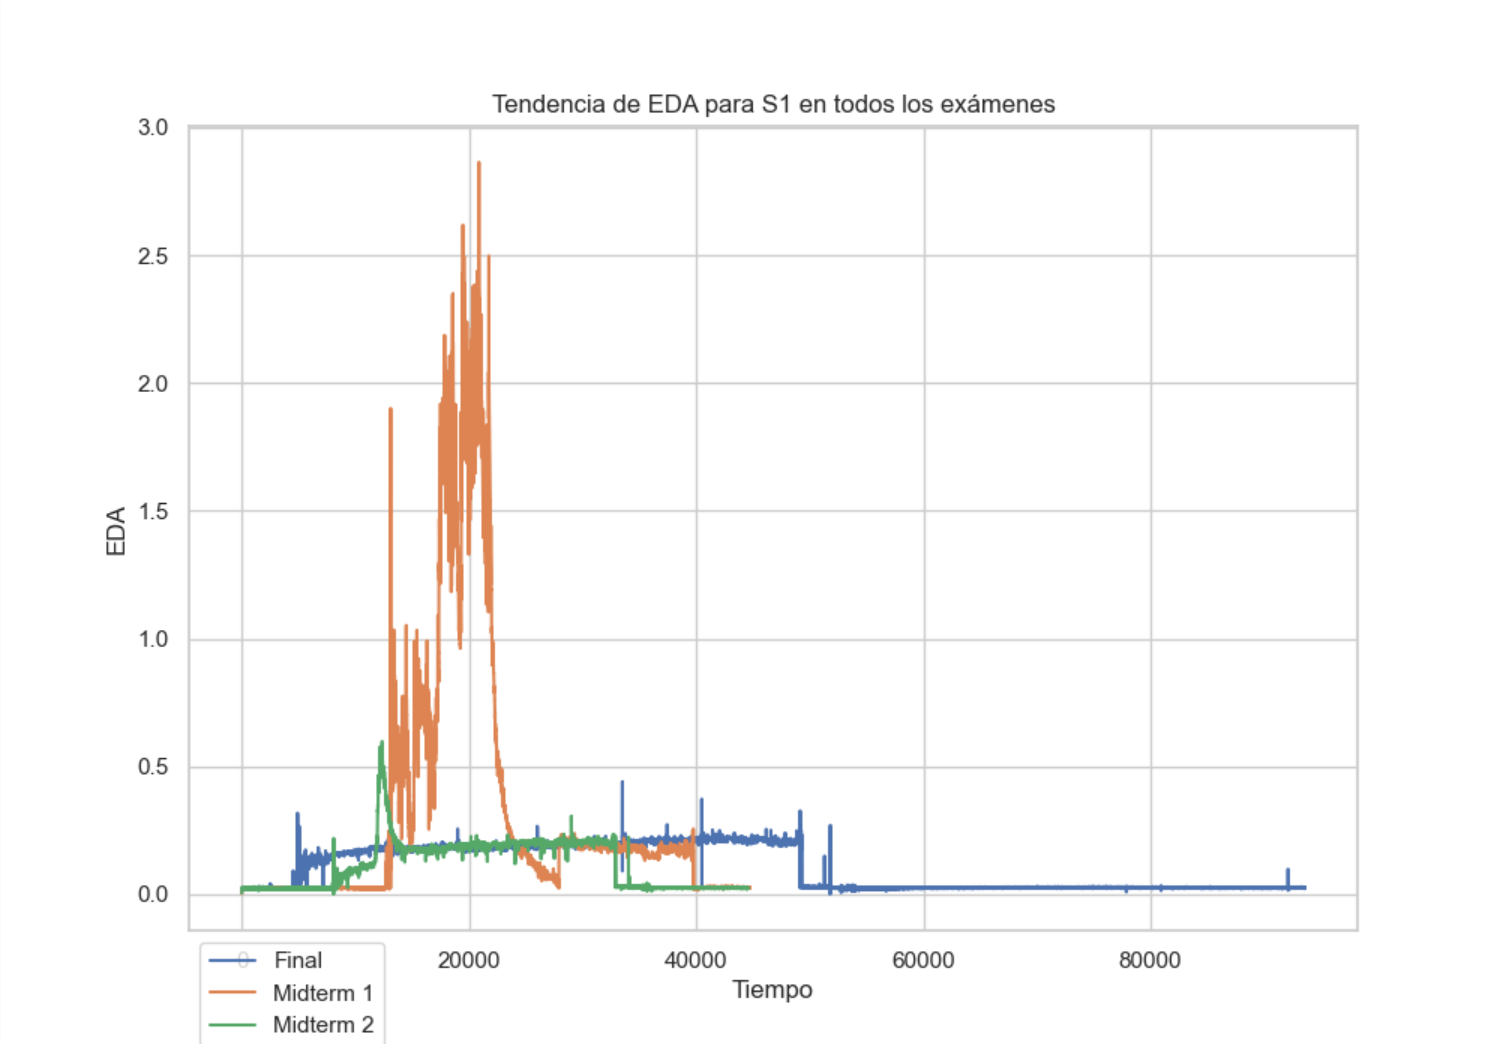 Tendencia de EDA para S1 en todos los exámenes
3.0
2.5
2.0
1.5
1.0
0.5
0.0
EDA
0 20000 40000 60000 80000
Tiempo
Final
Midterm 1
Midterm 2